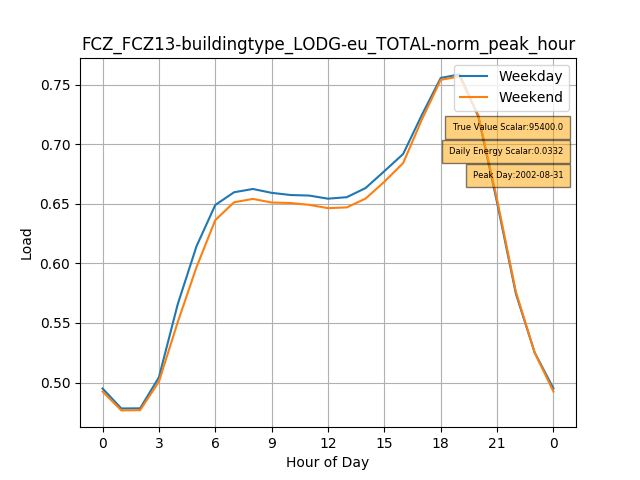 FCZ_FCZ13-buildingtype_LODG-eu_TOTAL-norm_peak_hour
Weekday
Weekend
True Value Scalar:95400.0
Daily Energy Scalar:0.0332
Peak Day:2002-08-31
Load
0.75
0.70
0.65
0.60
0.55
0.50
0 3 6 9 12 15 18 21 0
Hour of Day